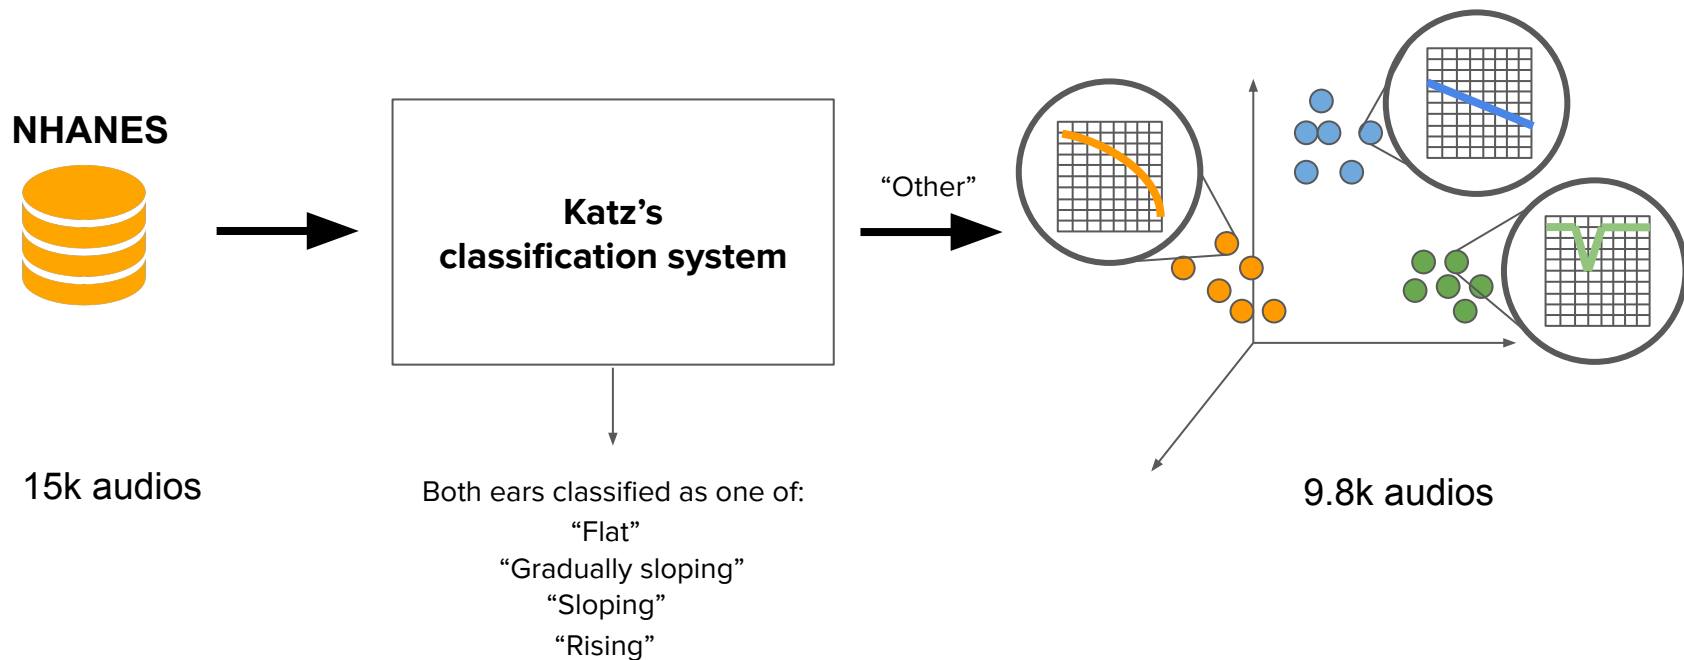 NHANES
15k audios
Katz’s
classification system
Both ears classified as one of:
“Flat”
“Gradually sloping”
“Sloping”
“Rising”
“Other”
9.8k audios